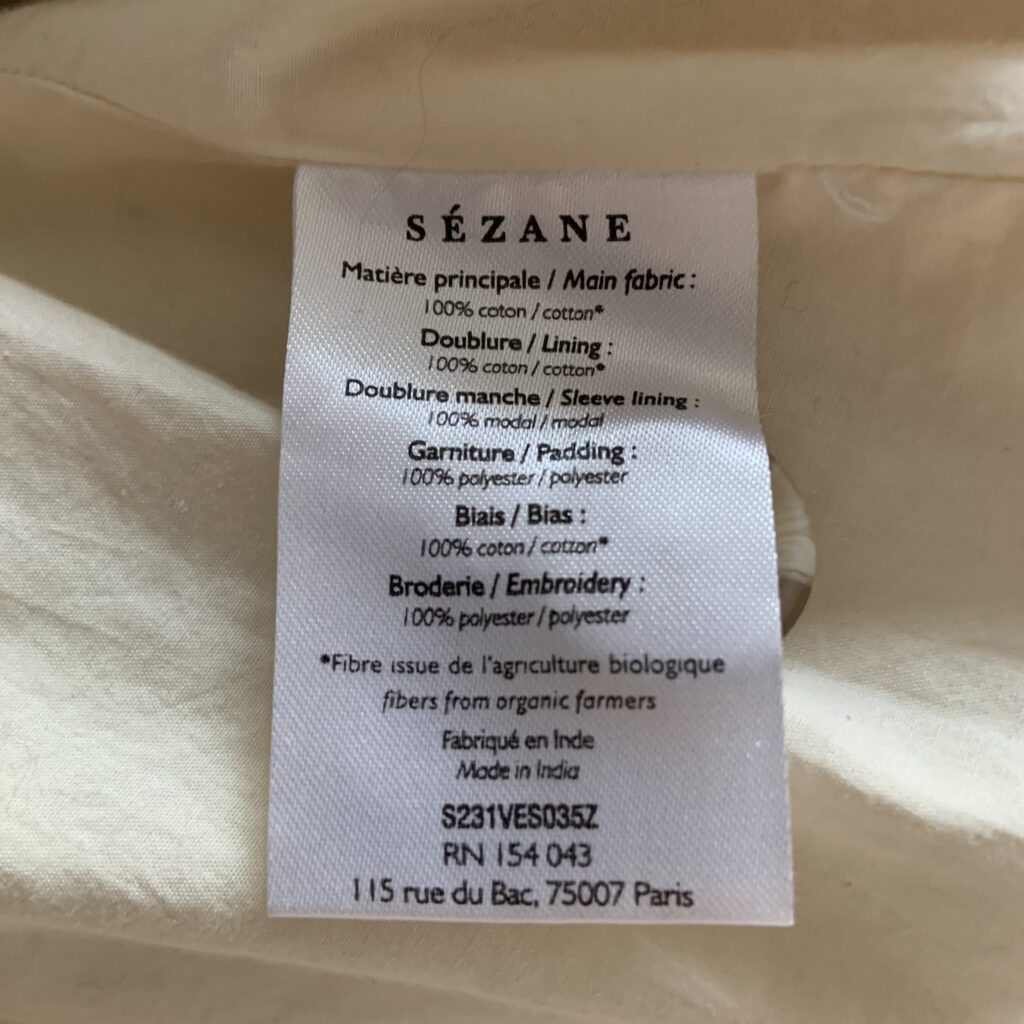 SÉZANE
Matière principale / Main fabric :
100% coton / cotton*
Doublure / Lining :
100% coton / cotton*
Doublure manche / Sleeve lining :
100% modal / modal
Garniture / Padding :
100% polyester / polyester
Biais / Bias :
100% coton / cotton*
Broderie / Embroidery :
100% polyester / polyester
*Fibre issue de l'agriculture biologique
fibers from organic farmers
Fabriqué en Inde
Made in India
S231VES035Z
RN 154 043
115 rue du Bac, 75007 Paris